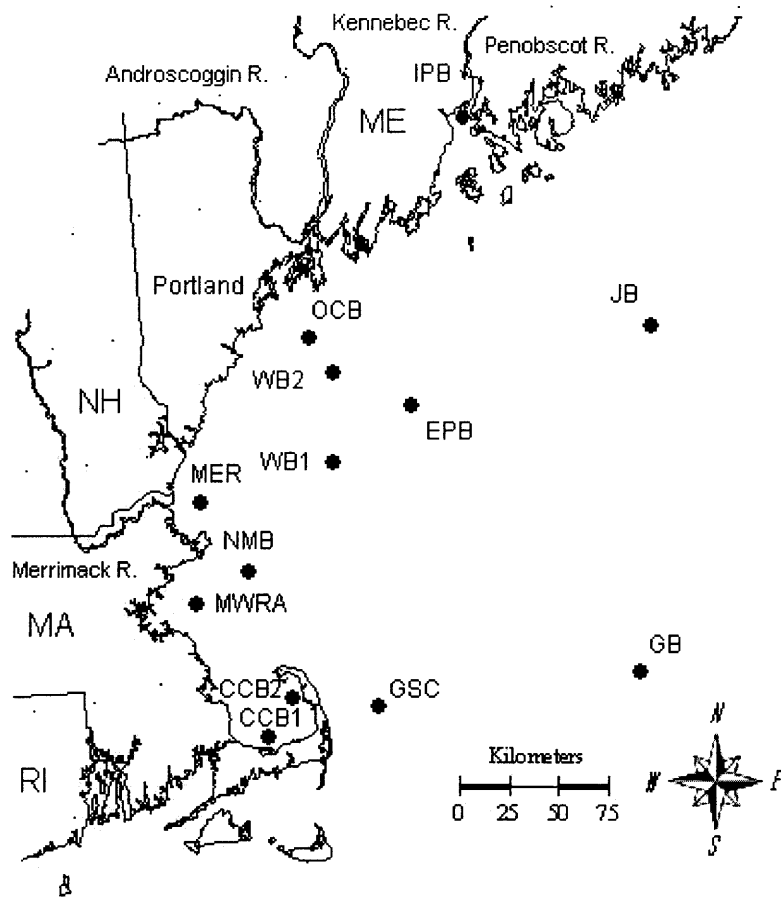 Kennebec R.
Penobscot R.
IPB
Androscoggin R.
ME
Portland
OCB
JB
WB2
NH
EPB
WB1
MER
NMB
Merrimack R.
MWRA
MA
GB
CCB2
GSC
CCB1
N
Kilometers
RI
W
E
0 25 50 75
S